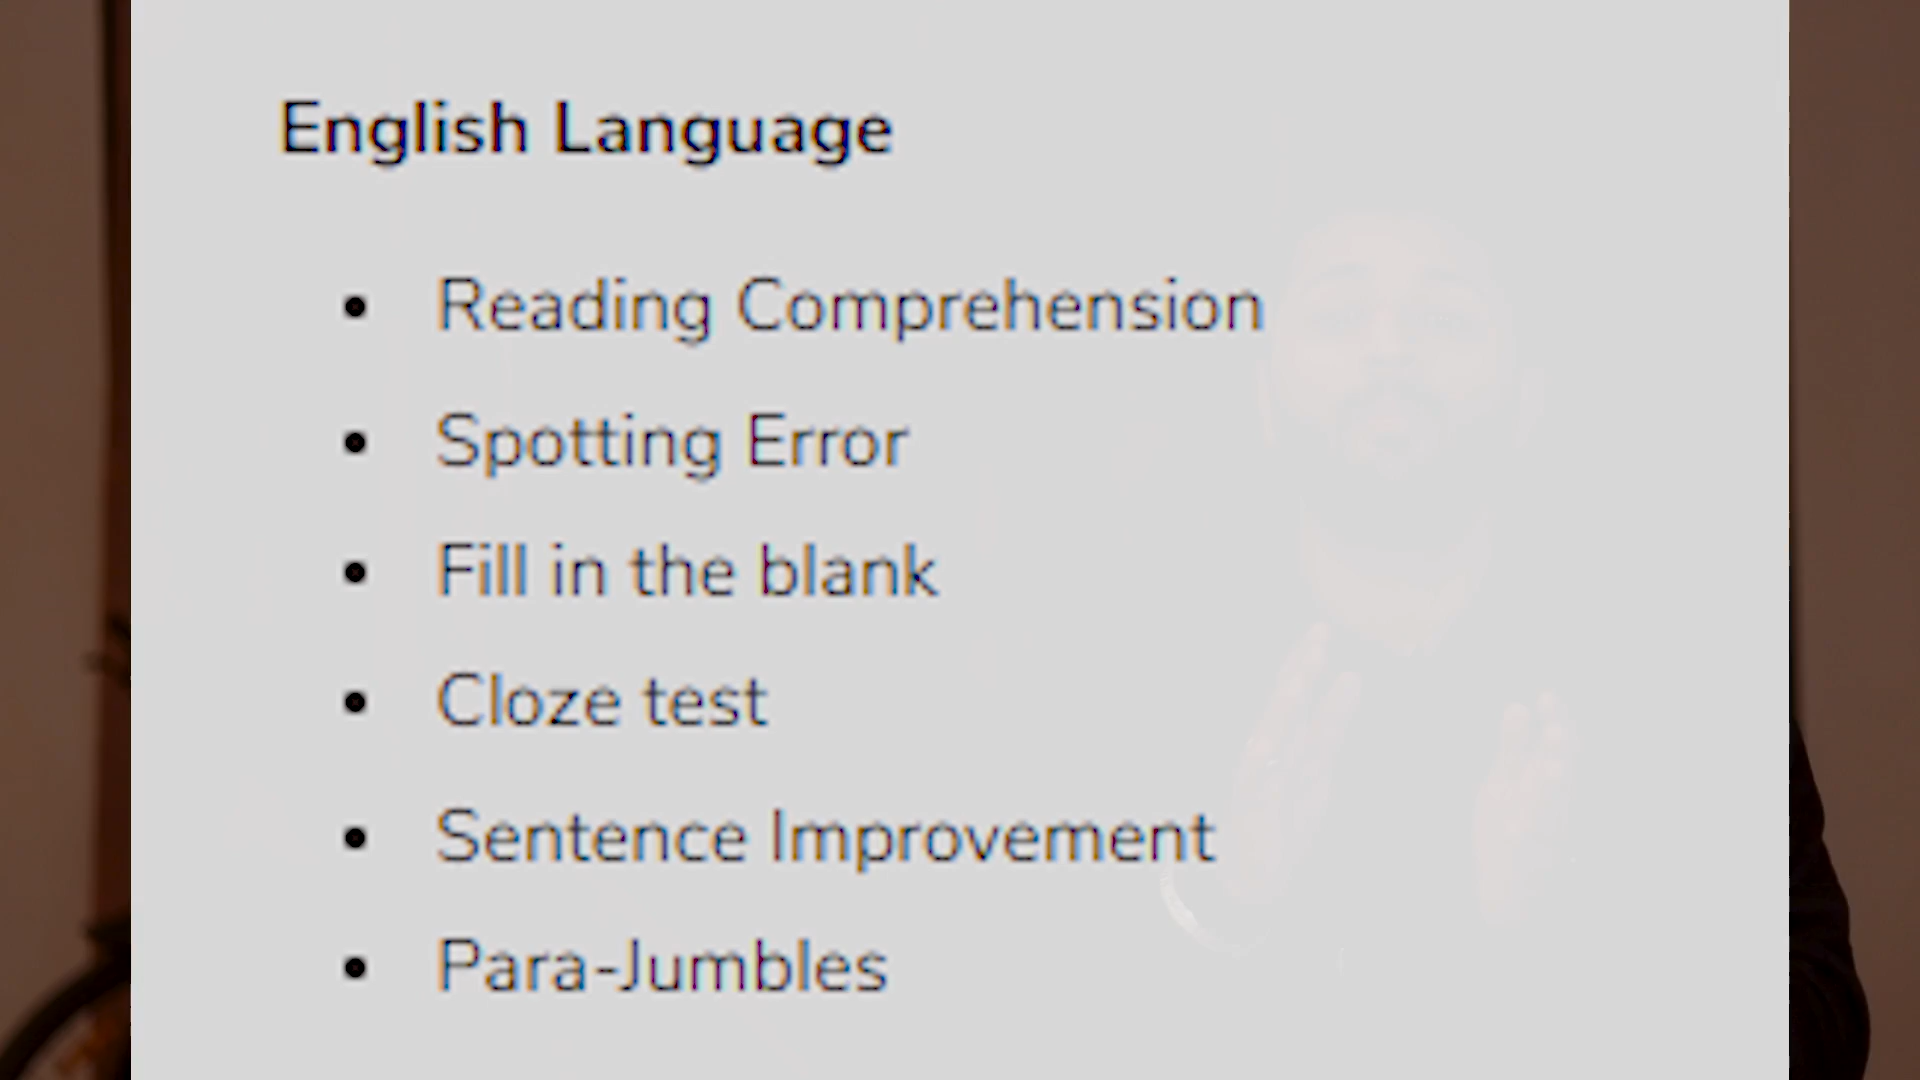 English Language
• Reading Comprehension
• Spotting Error
• Fill in the blank
• Cloze test
• Sentence Improvement
• Para-Jumbles